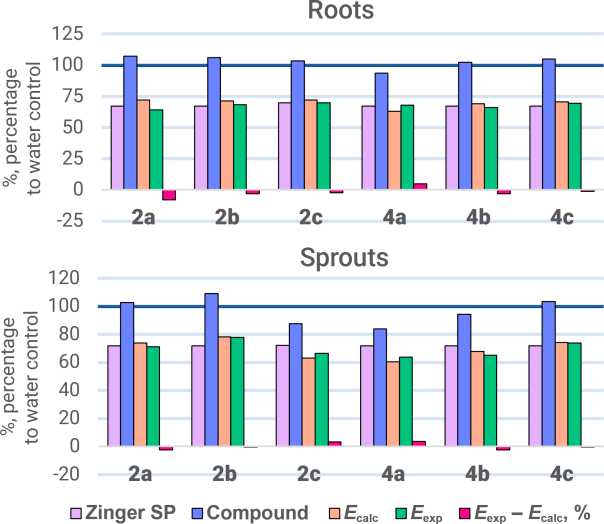 Roots
%, percentage
to water control
125
100
75
50
25
0
-25
2a 2b 2c 4a 4b 4c
Sprouts
%, percentage
to water control
120
100
80
60
40
20
0
-20
2a 2b 2c 4a 4b 4c
Zinger SP Compound Ecalc Eexp Eexp – Ecalc, %